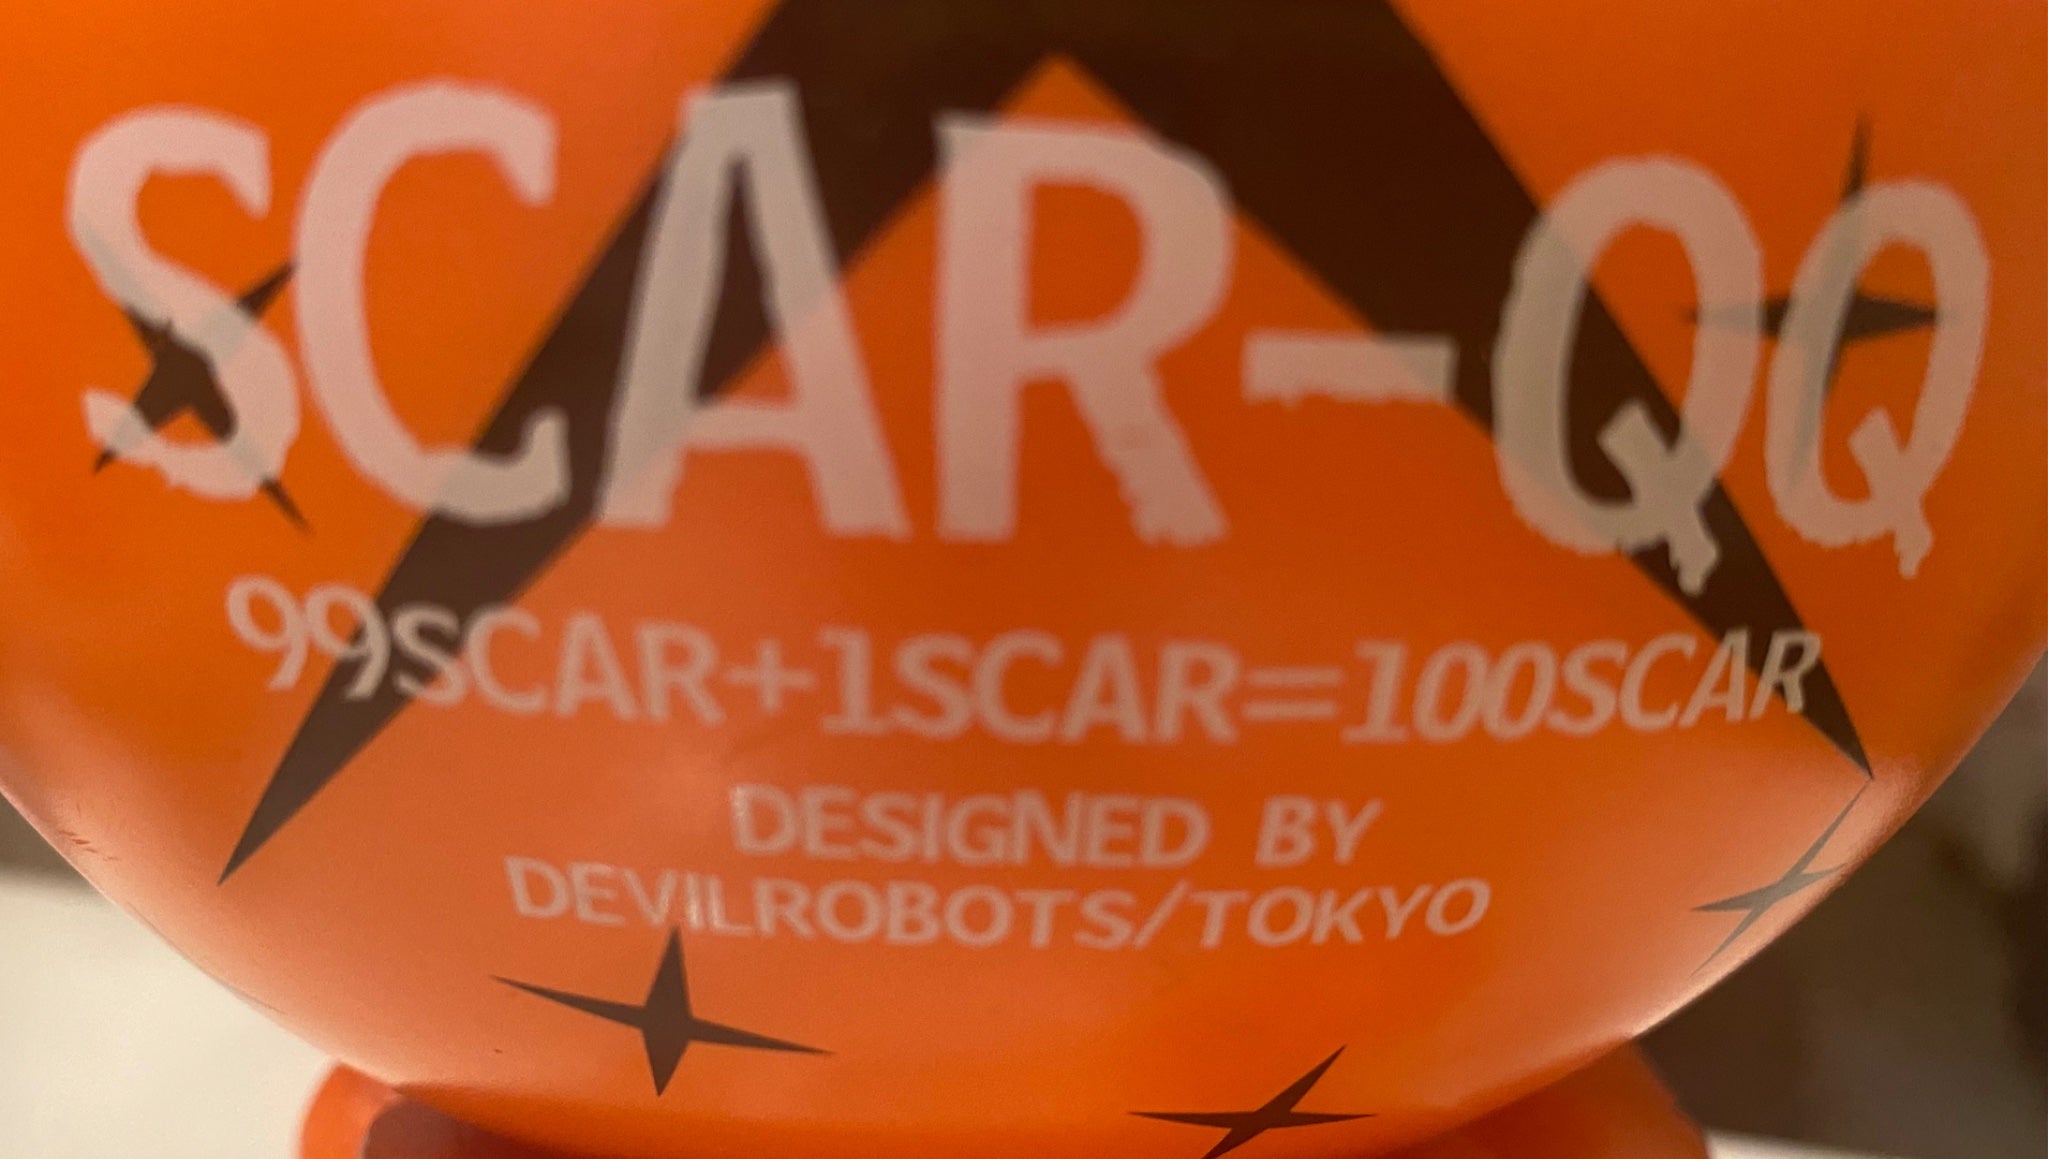 SCAR-QQ
99SCAR+1SCAR=100SCAR
DESIGNED BY
DEVILROBOTS/TOKYO